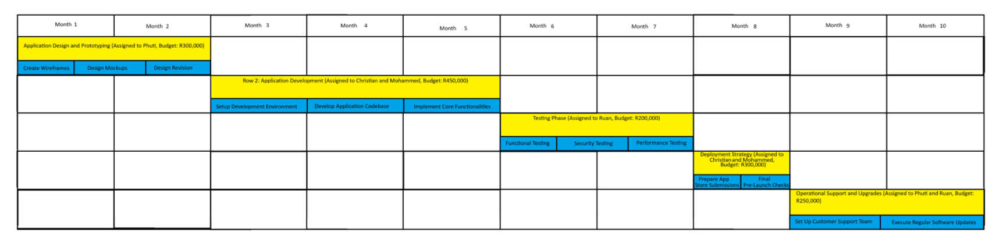 Month 1 Month 2 Month 3 Month 4 Month 5 Month 6 Month 7 Month 8 Month 9 Month 10
Application Design and Prototyping (Assigned to Phuti, Budget: R300,000)
Create Wireframes Design Mockups Design Revision
Row 2: Application Development (Assigned to Christian and Mohammed, Budget: R450,000)
Setup Development Environment Develop Application Codebase Implement Core Functionalities
Testing Phase (Assigned to Ruan, Budget: R200,000)
Functional Testing Security Testing Performance Testing
Deployment Strategy (Assigned to
Christian and Mohammed,
Budget: R300,000)
Prepare App
Store Submissions
Final
Pre-Launch Checks
Operational Support and Upgrades (Assigned to Phuti and Ruan, Budget:
R250,000)
Set Up Customer Support Team Execute Regular Software Updates